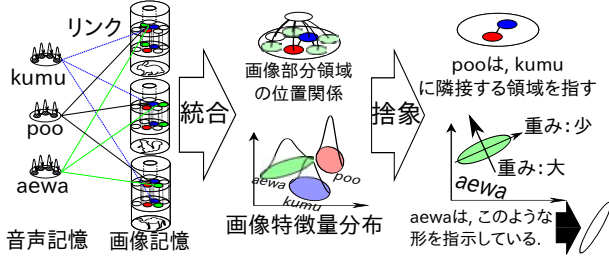 リンク
kumu
poo
aewa
音声記憶
画像記憶
統合
画像部分領域
の位置関係
aewa
kumu
poo
画像特徴量分布
捨象
pooは, kumu
に隣接する領域を指す
重み：少
重み：大
aewa
aewaは, このような
形を指示している.